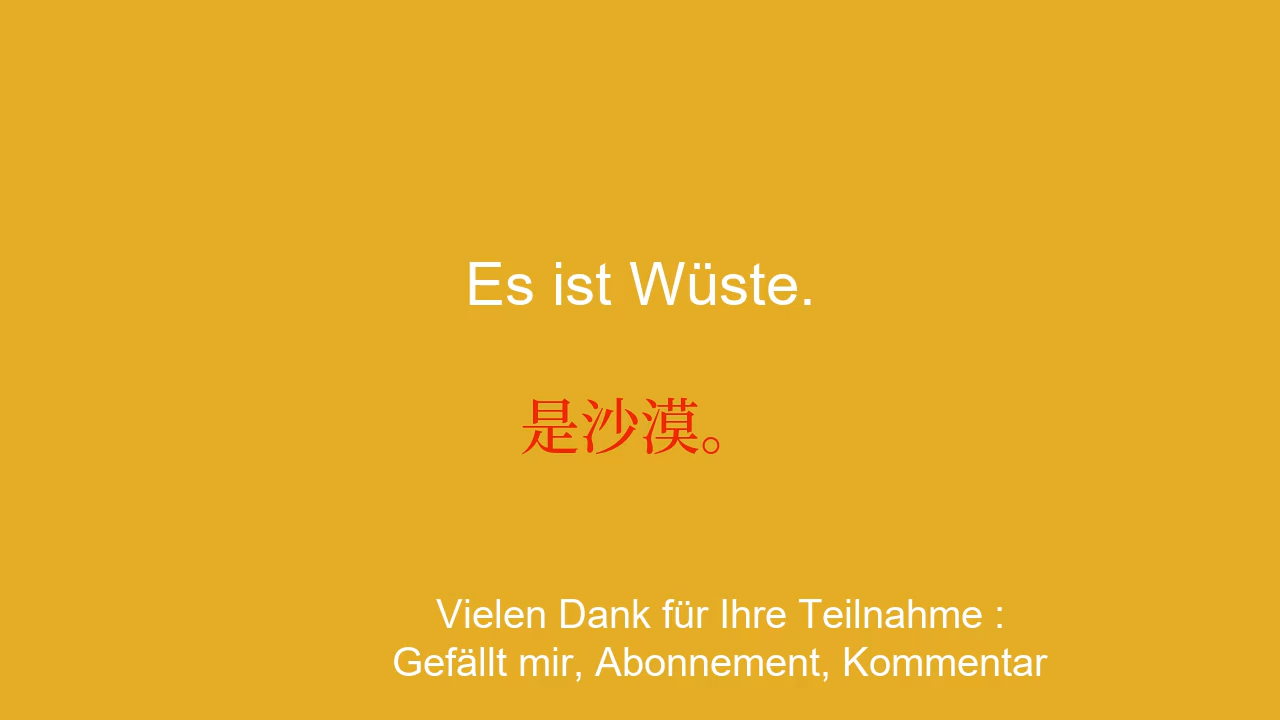 Es ist Wüste.
是沙漠。
Vielen Dank für Ihre Teilnahme :
Gefällt mir, Abonnement, Kommentar